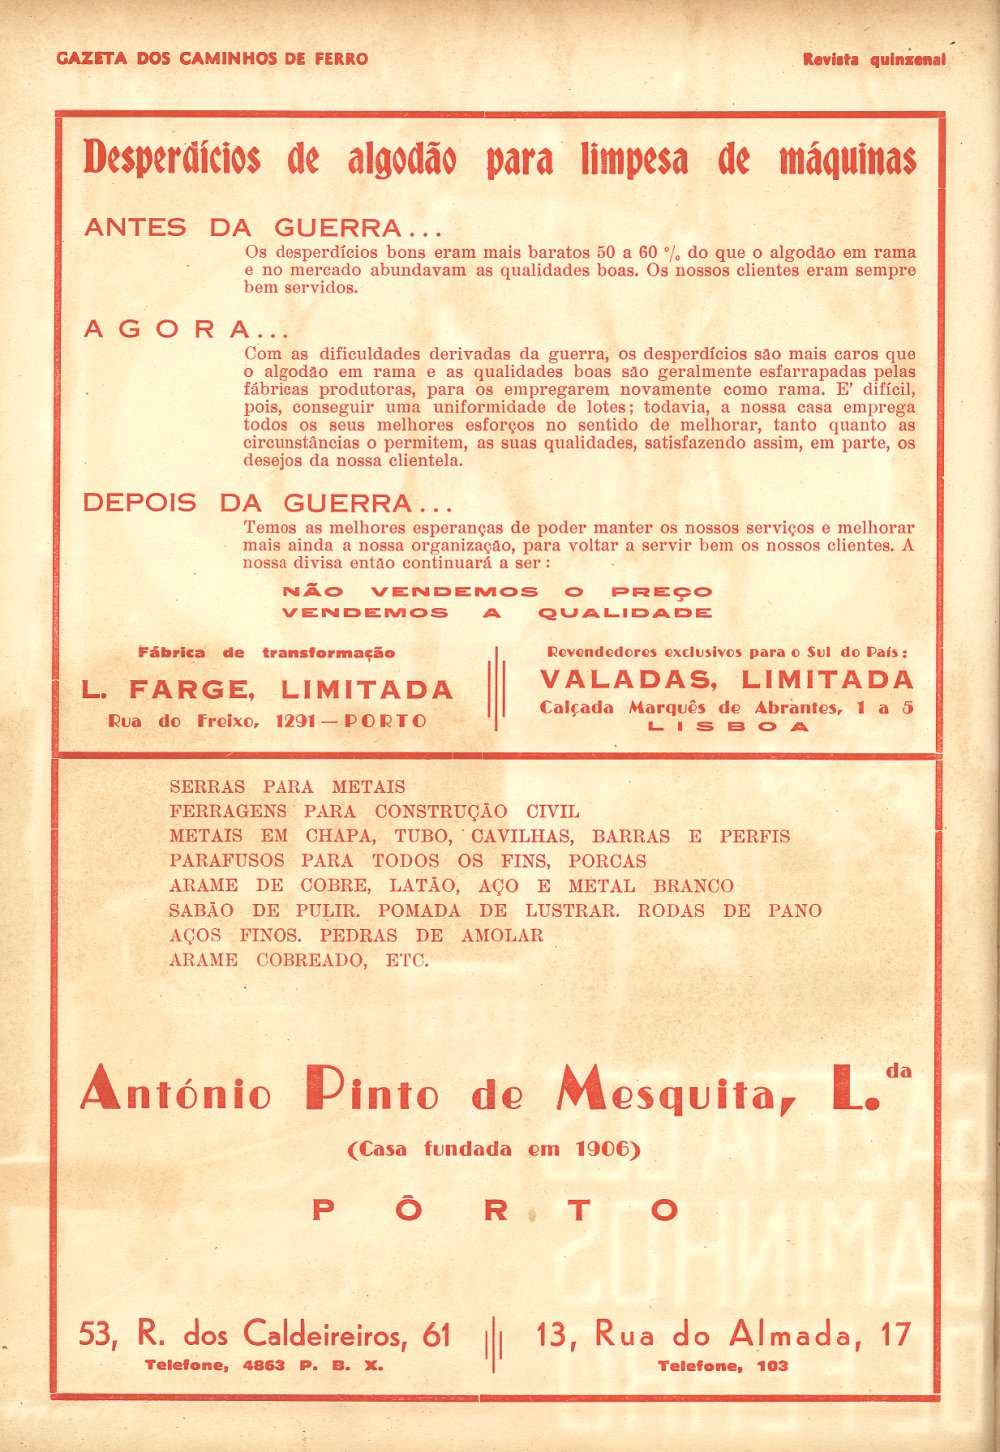 GAZETA DOS CAMINHOS DE FERRO
Revista quinzenal
Desperdícios de algodão para limpesa de máquinas
ANTES DA GUERRA...
Os desperdícios bons eram mais baratos 50 a 60 % do que o algodão em rama
e no mercado abundavam as qualidades boas. Os nossos clientes eram sempre
bem servidos.
AGORA...
Com as dificuldades derivadas da guerra, os desperdícios são mais caros que
o algodão em rama e as qualidades boas são geralmente esfarrapadas pelas
fábricas produtoras, para os empregarem novamente como rama. E' difícil,
pois, conseguir uma uniformidade de lotes; todavia, a nossa casa emprega
todos os seus melhores esforços no sentido de melhorar, tanto quanto as
circunstâncias o permitem, as suas qualidades, satisfazendo assim, em parte, os
desejos da nossa clientela.
DEPOIS DA GUERRA...
Temos as melhores esperanças de poder manter os nossos serviços e melhorar
mais ainda a nossa organização, para voltar a servir bem os nossos clientes. A
nossa divisa então continuará a ser:
NÃO VENDEMOS O PREÇO
VENDEMOS A QUALIDADE
Fábrica de transformação
L. FARGE, LIMITADA
Rua do Freixo, 1291 — PORTO
Revendedores exclusivos para o Sul do País:
VALADAS, LIMITADA
Calçada Marquês de Abrantes, 1 a 5
LISBOA
SERRAS PARA METAIS
FERRAGENS PARA CONSTRUÇÃO CIVIL
METAIS EM CHAPA, TUBO, CAVILHAS, BARRAS E PERFIS
PARAFUSOS PARA TODOS OS FINS, PORCAS
ARAME DE COBRE, LATÃO, AÇO E METAL BRANCO
SABÃO DE PULIR. POMADA DE LUSTRAR. RODAS DE PANO
AÇOS FINOS. PEDRAS DE AMOLAR
ARAME COBREADO, ETC.
António Pinto de Mesquita, L.da
(Casa fundada em 1906)
PÔRTO
53, R. dos Caldeireiros, 61
Telefone, 4863 P. B. X.
13, Rua do Almada, 17
Telefone, 103